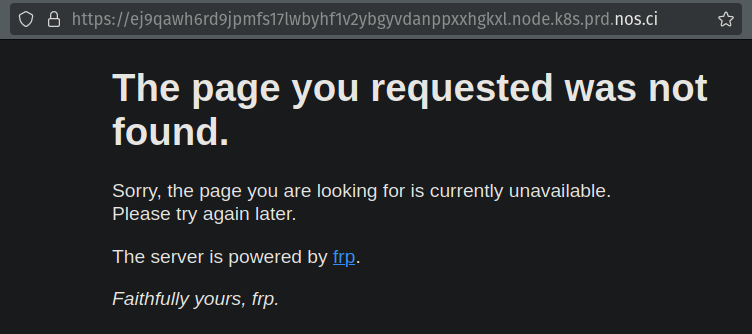 https://ej9qawh6rd9jpmfs17lwbyhf1v2ybgyvdanppxxhgkxl.node.k8s.prd.nos.ci
The page you requested was not
found.
Sorry, the page you are looking for is currently unavailable.
Please try again later.
The server is powered by frp.
Faithfully yours, frp.